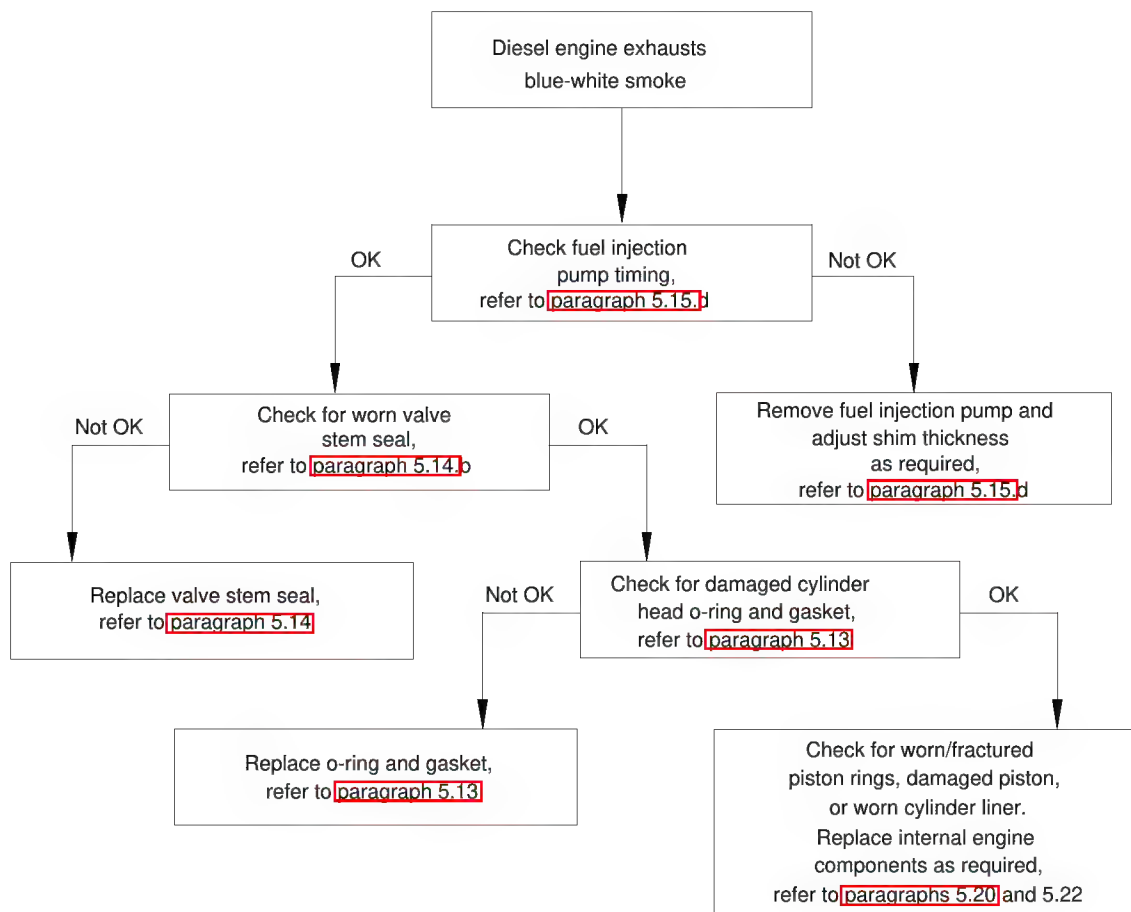 Diesel engine exhausts
blue-white smoke
Check fuel injection
pump timing,
refer to paragraph 5.15.d
OK
Not OK
Check for worn valve
stem seal,
refer to paragraph 5.14.b
Not OK
OK
Remove fuel injection pump and
adjust shim thickness
as required,
refer to paragraph 5.15.d
Replace valve stem seal,
refer to paragraph 5.14
Check for damaged cylinder
head o-ring and gasket,
refer to paragraph 5.13
Not OK
OK
Replace o-ring and gasket,
refer to paragraph 5.13
Check for worn/fractured
piston rings, damaged piston,
or worn cylinder liner.
Replace internal engine
components as required,
refer to paragraphs 5.20 and 5.22